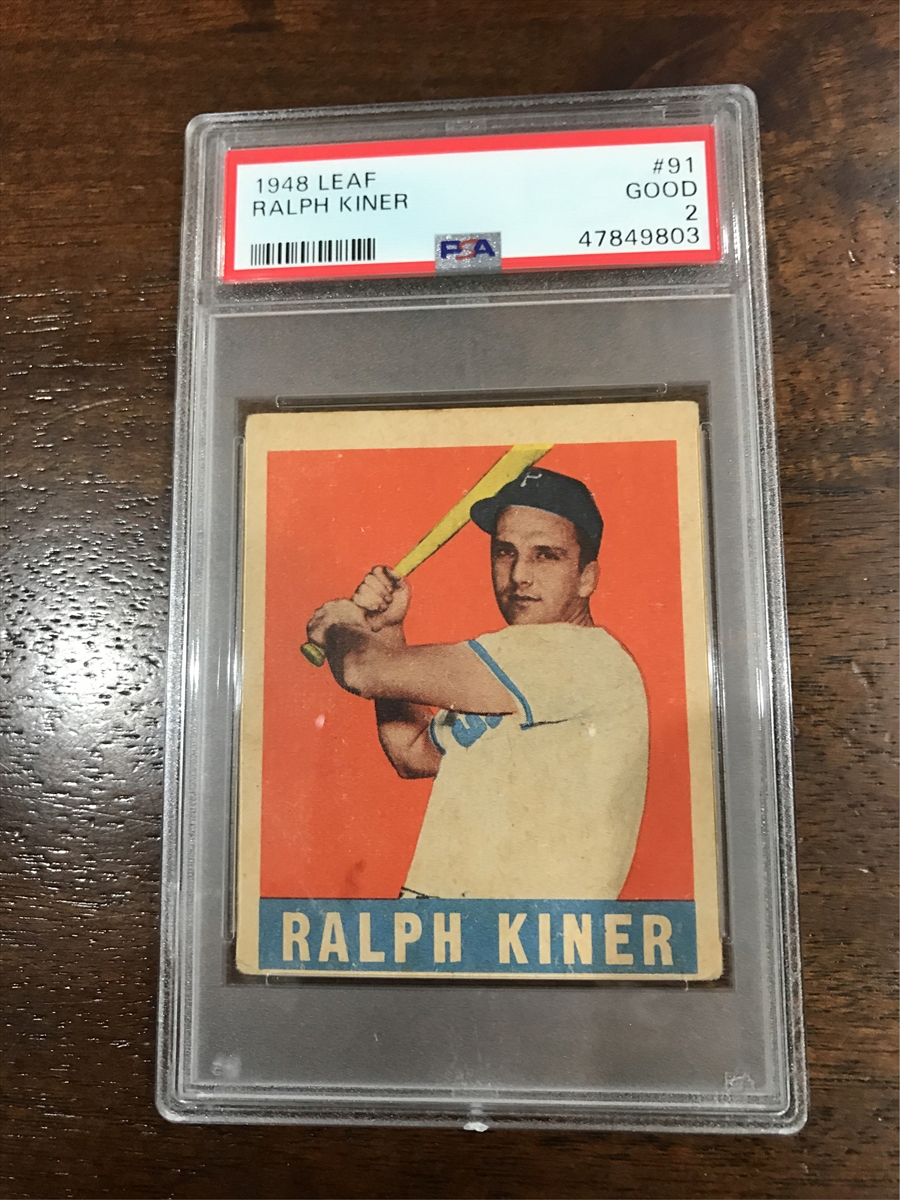 1948 LEAF
RALPH KINER
#91
GOOD
2
47849803
PSA
P
RALPH KINER